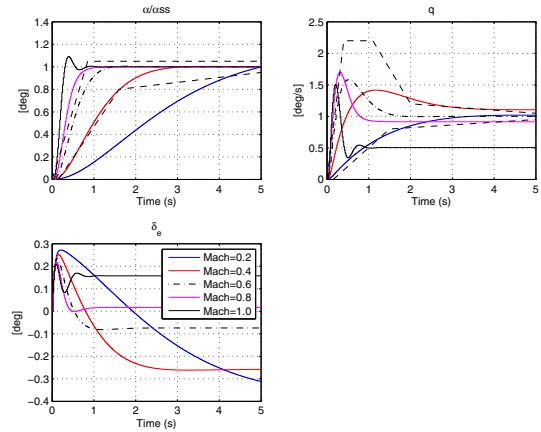 α/αss
1.4
1.2
1
0.8
0.6
0.4
0.2
0
[deg]
0 1 2 3 4 5
Time (s)
q
2.5
2
1.5
1
0.5
0
[deg/s]
0 1 2 3 4 5
Time (s)
δe
0.3
0.2
0.1
0
−0.1
−0.2
−0.3
−0.4
[deg]
0 1 2 3 4 5
Time (s)
Mach=0.2
Mach=0.4
Mach=0.6
Mach=0.8
Mach=1.0